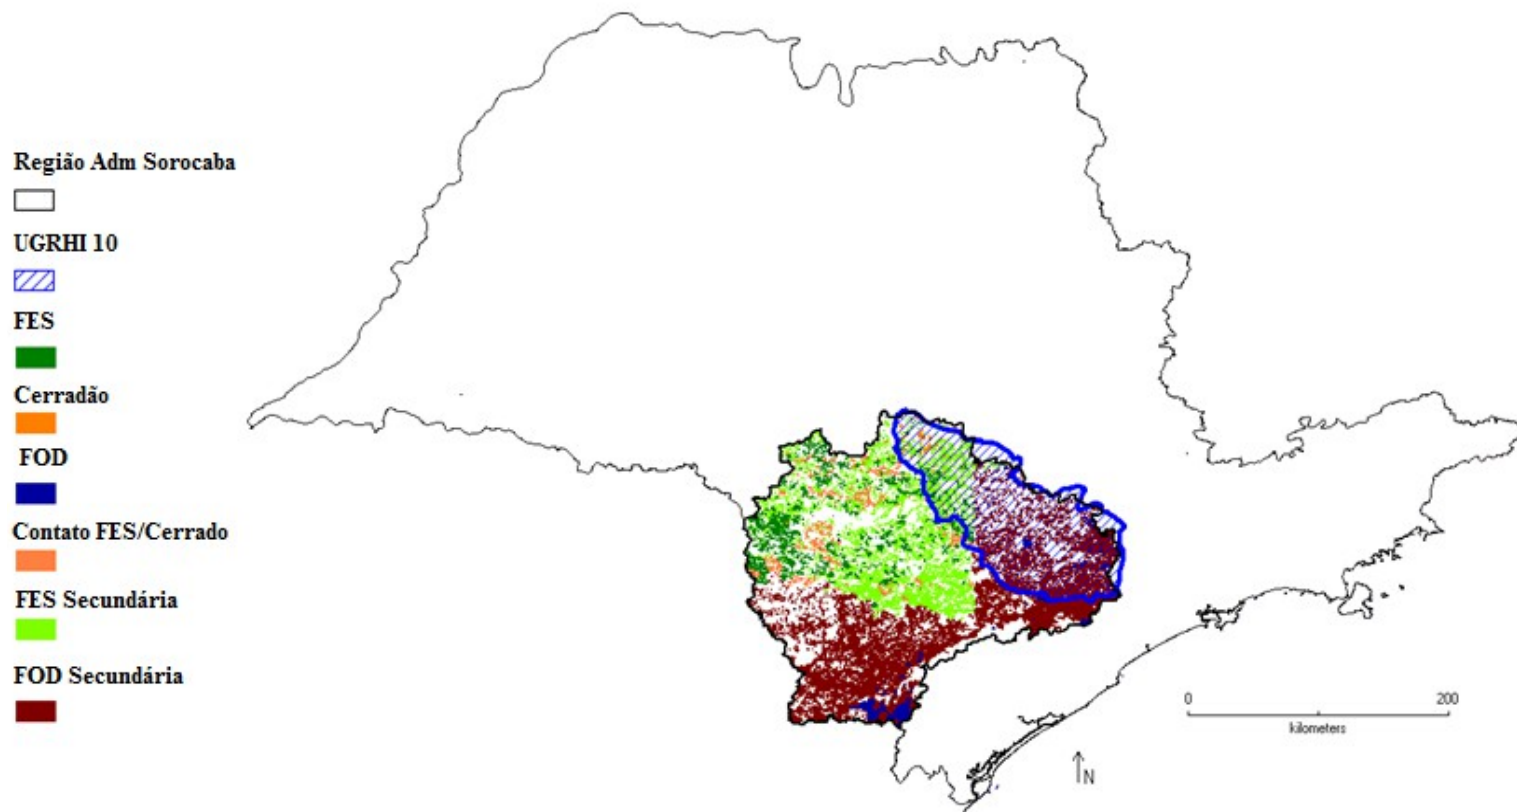 Região Adm Sorocaba
UGRHI 10
FES
Cerradão
FOD
Contato FES/Cerrado
FES Secundária
FOD Secundária
0 200
kilometers
N